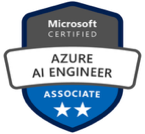 Microsoft
CERTIFIED
AZURE
AI ENGINEER
ASSOCIATE